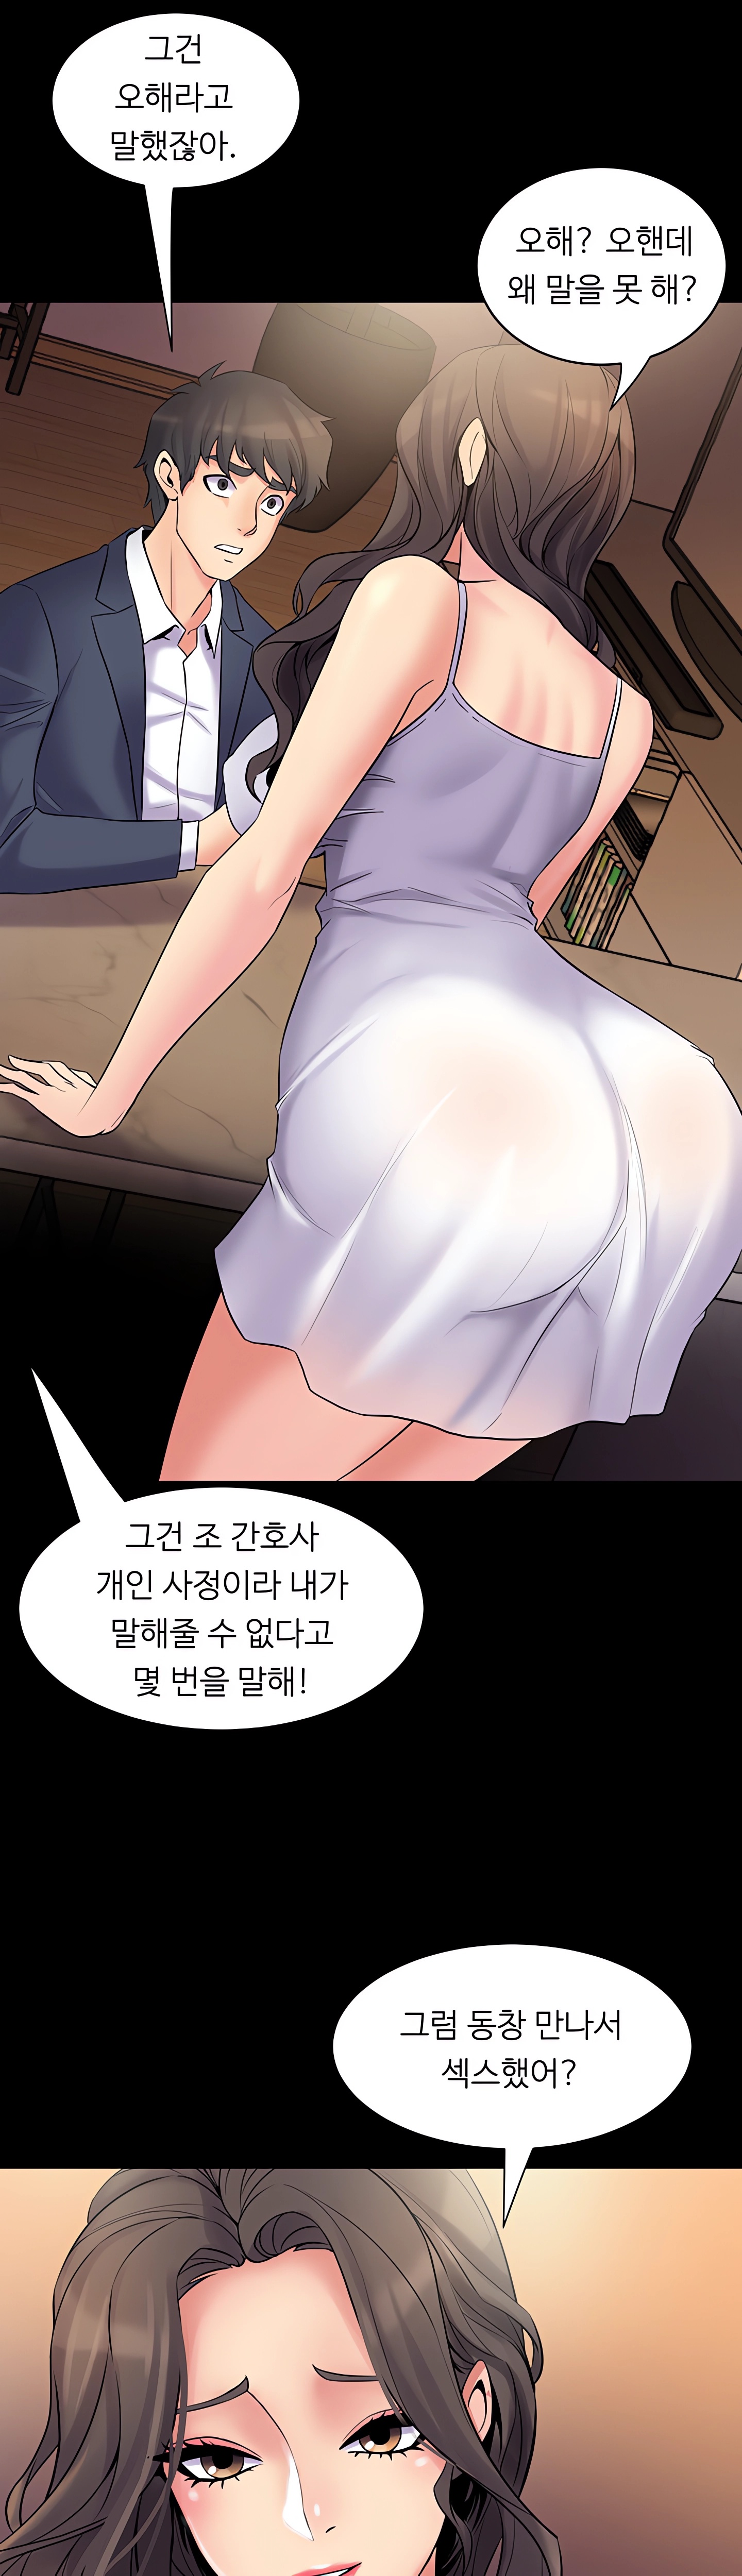 그건
오해라고
말했잖아.
오해? 오핸데
왜 말을 못 해?
그건 조 간호사
개인 사정이라 내가
말해줄 수 없다고
몇 번을 말해!
그럼 동창 만나서
섹스했어?